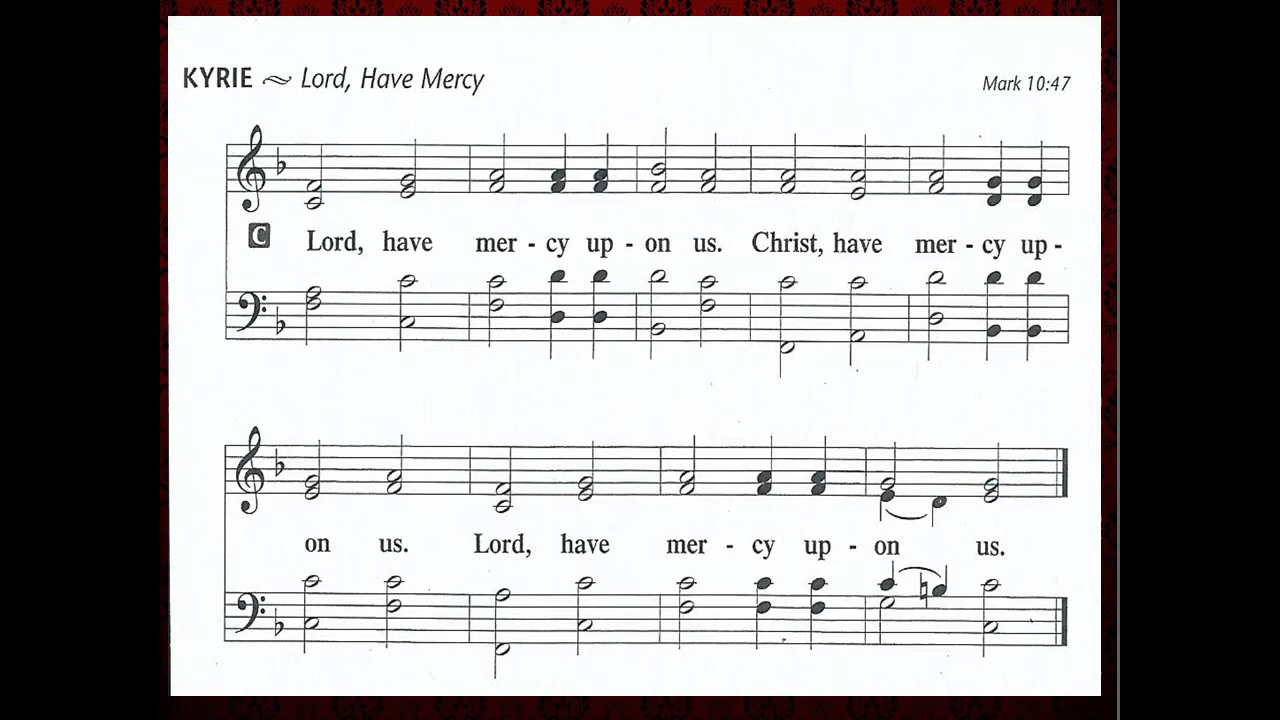 KYRIE ~ Lord, Have Mercy
Mark 10:47
C Lord, have mer - cy up - on us. Christ, have mer - cy up -
on us. Lord, have mer - cy up - on us.